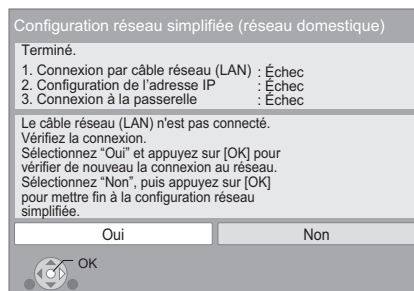 Configuration réseau simplifiée (réseau domestique)
Terminé.
1. Connexion par câble réseau (LAN) : Échec
2. Configuration de l'adresse IP : Échec
3. Connexion à la passerelle : Échec
Le câble réseau (LAN) n'est pas connecté.
Vérifiez la connexion.
Sélectionnez “Oui” et appuyez sur [OK] pour
vérifier de nouveau la connexion au réseau.
Sélectionnez “Non”, puis appuyez sur [OK]
pour mettre fin à la configuration réseau
simplifiée.
Oui Non
OK